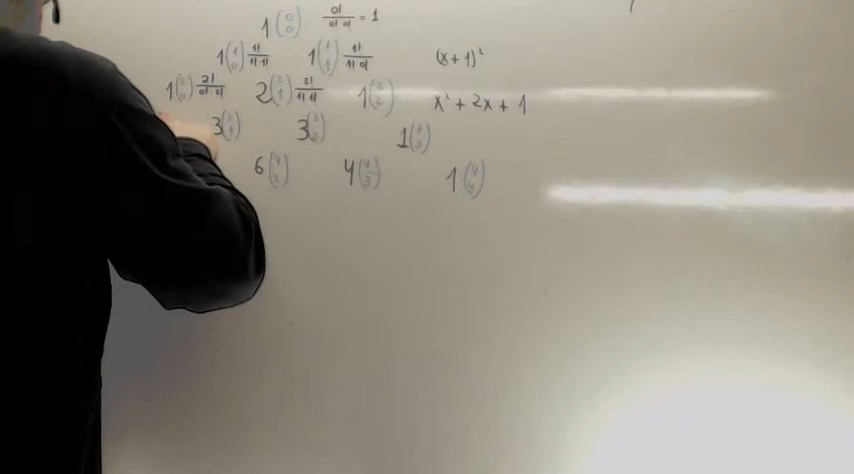 1 (0 0) 0!/0! 0! = 1
1 (1 0) 1!/1! 1! 1 (1 1) 1!/1! 0! (x + 1)²
1 (2 0) 2!/0! 2! 2 (2 1) 2!/1! 1! 1 (2 2) x² + 2x + 1
3 (3 1) 3 (3 2) 1 (3 3)
6 (4 2) 4 (4 3) 1 (4 4)